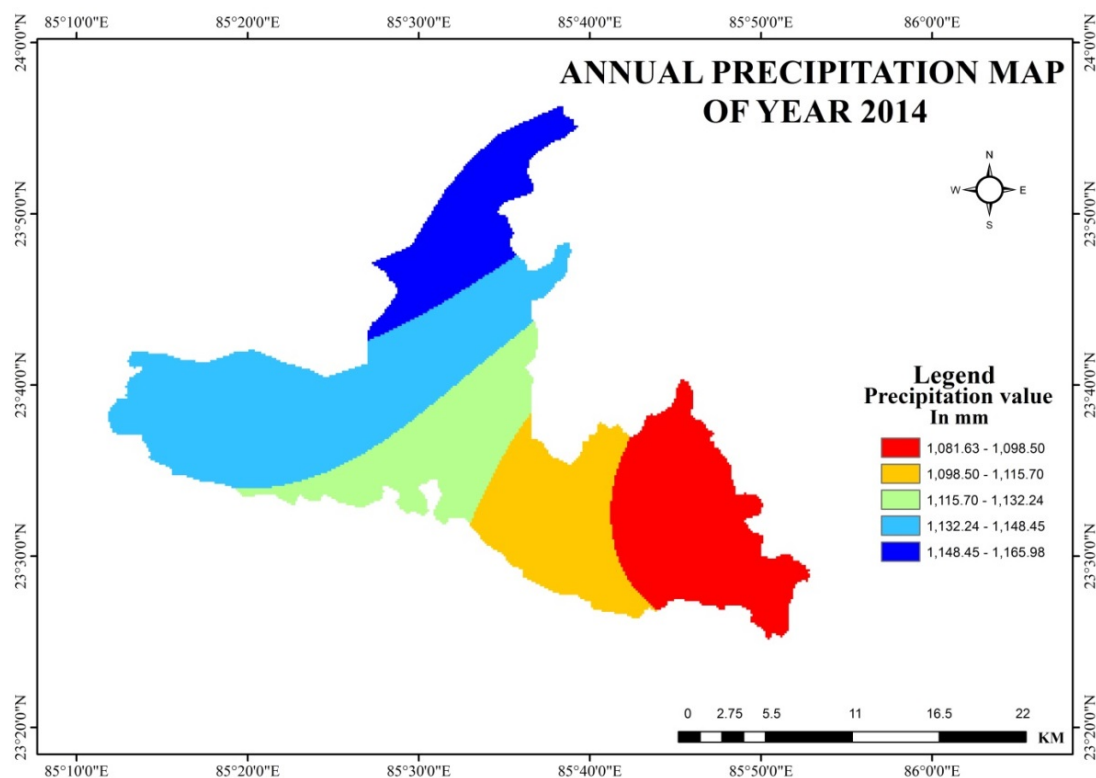 85°10'0"E 85°20'0"E 85°30'0"E 85°40'0"E 85°50'0"E 86°0'0"E
24°0'0"N
24°0'0"N
ANNUAL PRECIPITATION MAP
OF YEAR 2014
N
W E
S
23°50'0"N
23°50'0"N
23°40'0"N
23°40'0"N
Legend
Precipitation value
In mm
1,081.63 - 1,098.50
1,098.50 - 1,115.70
1,115.70 - 1,132.24
1,132.24 - 1,148.45
1,148.45 - 1,165.98
23°30'0"N
23°30'0"N
0 2.75 5.5 11 16.5 22
KM
23°20'0"N
23°20'0"N
85°10'0"E 85°20'0"E 85°30'0"E 85°40'0"E 85°50'0"E 86°0'0"E